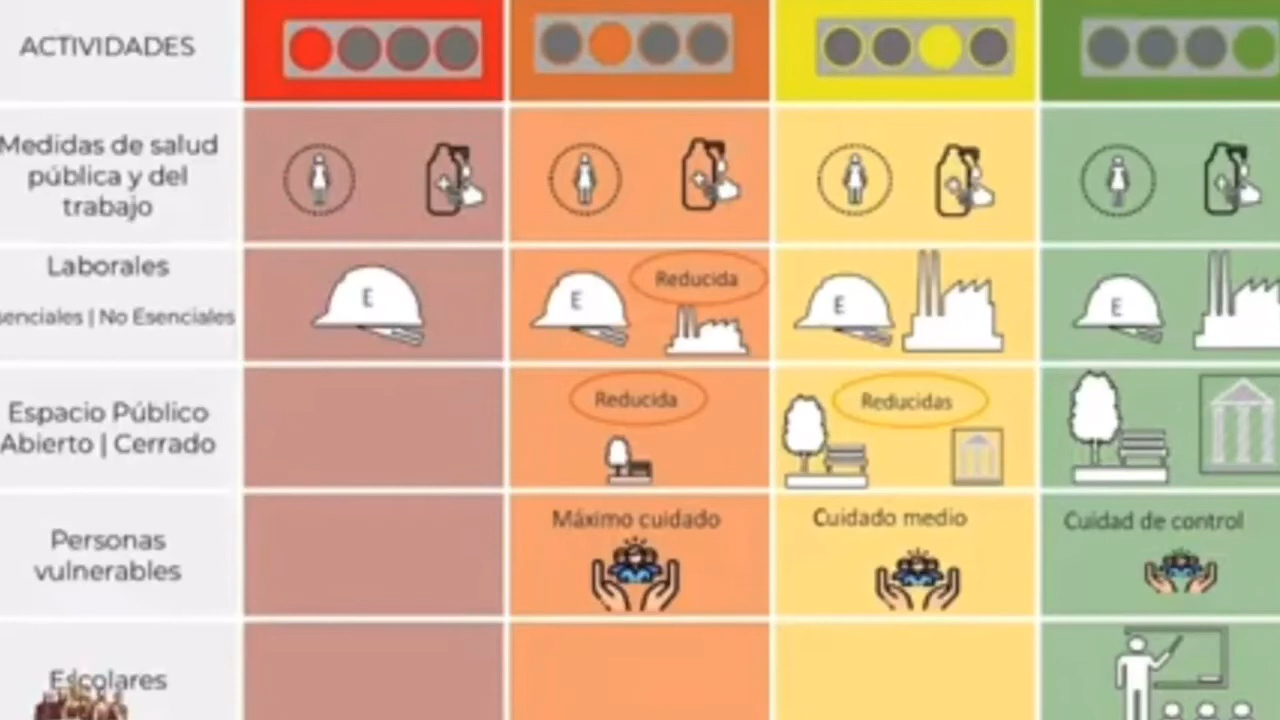 ACTIVIDADES
Medidas de salud
pública y del
trabajo
Laborales
E
E
Reducida
E
E
senciales | No Esenciales
Espacio Público
Abierto | Cerrado
Reducida
Reducidas
Personas
vulnerables
Máximo cuidado
Cuidado medio
Cuidad de control
Escolares